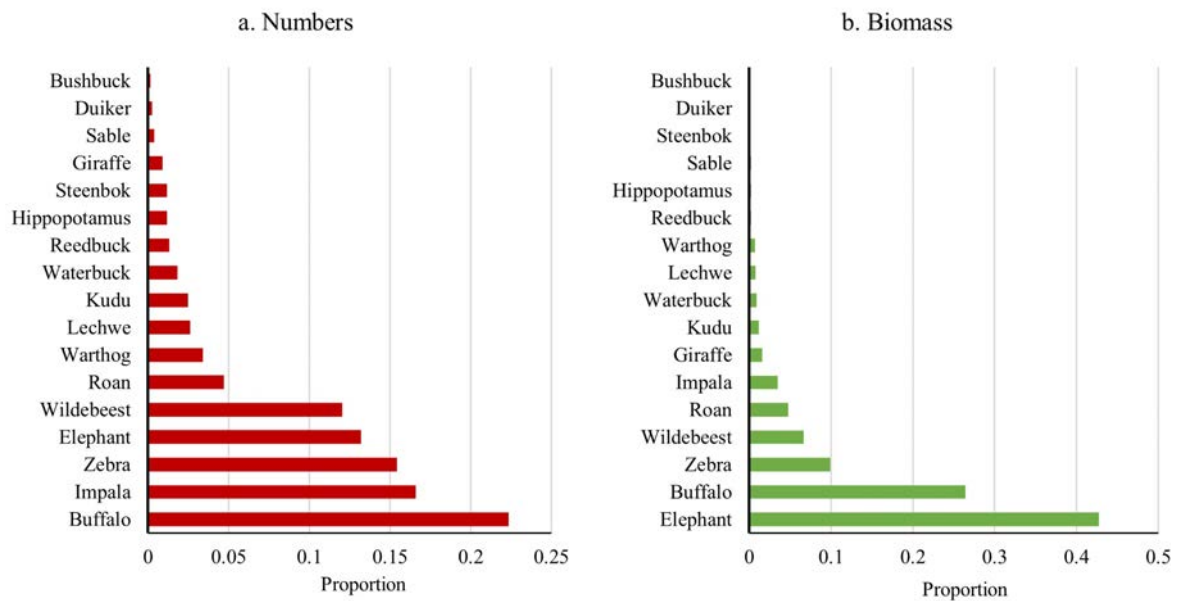 a. Numbers
Bushbuck
Duiker
Sable
Giraffe
Steenbok
Hippopotamus
Reedbuck
Waterbuck
Kudu
Lechwe
Warthog
Roan
Wildebeest
Elephant
Zebra
Impala
Buffalo
0 0.05 0.1 0.15 0.2 0.25
Proportion
b. Biomass
Bushbuck
Duiker
Steenbok
Sable
Hippopotamus
Reedbuck
Warthog
Lechwe
Waterbuck
Kudu
Giraffe
Impala
Roan
Wildebeest
Zebra
Buffalo
Elephant
0 0.1 0.2 0.3 0.4 0.5
Proportion